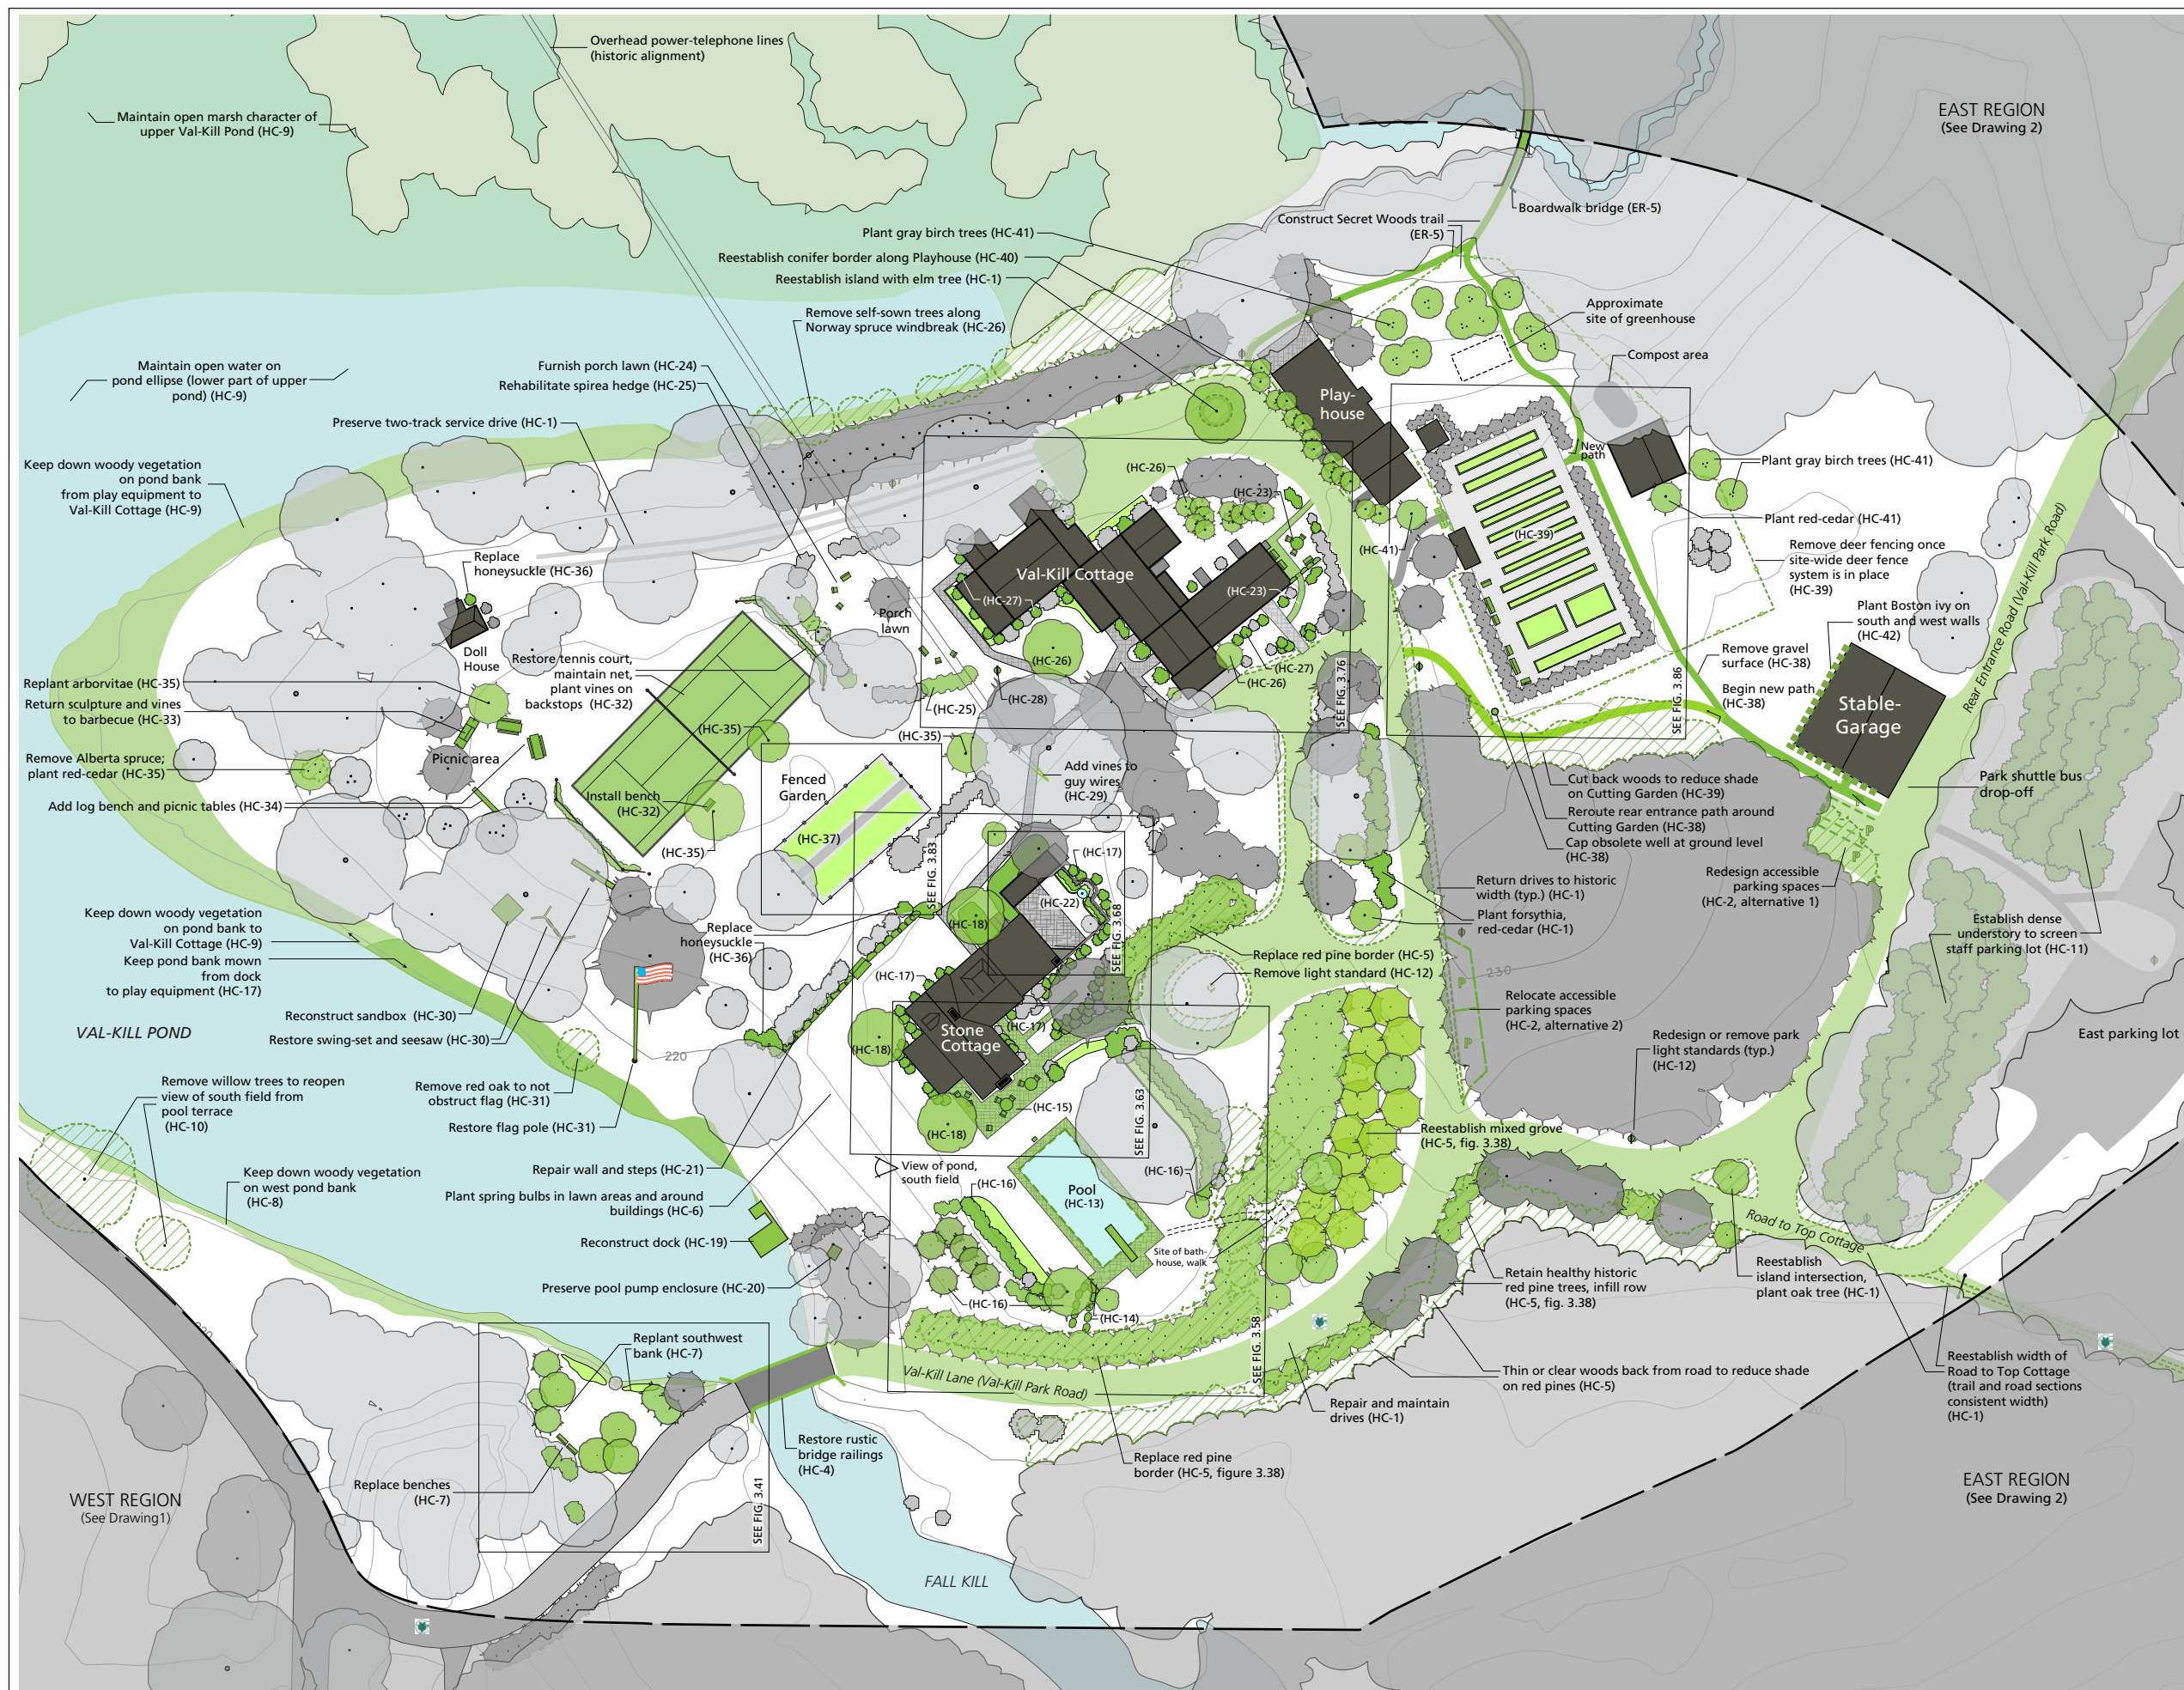 Overhead power-telephone lines
(historic alignment)
Maintain open marsh character of
upper Val-Kill Pond (HC-9)
EAST REGION
(See Drawing 2)
Boardwalk bridge (ER-5)
Construct Secret Woods trail
(ER-5)
Plant gray birch trees (HC-41)
Reestablish conifer border along Playhouse (HC-40)
Reestablish island with elm tree (HC-1)
Remove self-sown trees along
Norway spruce windbreak (HC-26)
Approximate
site of greenhouse
Compost area
Maintain open water on
pond ellipse (lower part of upper
pond) (HC-9)
Furnish porch lawn (HC-24)
Rehabilitate spirea hedge (HC-25)
Preserve two-track service drive (HC-1)
Play-
house
Keep down woody vegetation
on pond bank
from play equipment to
Val-Kill Cottage (HC-9)
New
path
Plant gray birch trees (HC-41)
(HC-26)
(HC-23)
Plant red-cedar (HC-41)
(HC-39)
(HC-41)
Remove deer fencing once
site-wide deer fence
system is in place
(HC-39)
Replace
honeysuckle (HC-36)
Val-Kill Cottage
(HC-27)
(HC-23)
Porch
lawn
Plant Boston ivy on
south and west walls
(HC-42)
Rear Entrance Road (Val-Kill Park Road)
Doll
House
Restore tennis court,
maintain net,
plant vines on
backstops (HC-32)
(HC-26)
(HC-27)
(HC-26)
(HC-28)
(HC-25)
Remove gravel
surface (HC-38)
Begin new path
(HC-38)
SEE FIG. 3.76
SEE FIG. 3.86
Stable-
Garage
Replant arborvitae (HC-35)
Return sculpture and vines
to barbecue (HC-33)
(HC-35)
(HC-35)
Picnic area
Remove Alberta spruce;
plant red-cedar (HC-35)
Add log bench and picnic tables (HC-34)
Fenced
Garden
Install bench
(HC-32)
Add vines to
guy wires
(HC-29)
Cut back woods to reduce shade
on Cutting Garden (HC-39)
Park shuttle bus
drop-off
Reroute rear entrance path around
Cutting Garden (HC-38)
Cap obsolete well at ground level
(HC-38)
(HC-37)
(HC-35)
SEE FIG. 3.83
(HC-17)
P
P
Redesign accessible
parking spaces
(HC-2, alternative 1)
Return drives to historic
width (typ.) (HC-1)
(HC-22)
(HC-18)
SEE FIG. 3.68
Plant forsythia,
red-cedar (HC-1)
Establish dense
understory to screen
staff parking lot (HC-11)
Keep down woody vegetation
on pond bank to
Val-Kill Cottage (HC-9)
Keep pond bank mown
from dock
to play equipment (HC-17)
Replace
honeysuckle
(HC-36)
Replace red pine border (HC-5)
Remove light standard (HC-12)
230
P
(HC-17)
Relocate accessible
parking spaces
(HC-2, alternative 2)
P
Reconstruct sandbox (HC-30)
Restore swing-set and seesaw (HC-30)
VAL-KILL POND
220
Stone
Cottage
(HC-17)
(HC-18)
Redesign or remove park
light standards (typ.)
(HC-12)
East parking lot
Remove willow trees to reopen
view of south field from
pool terrace
(HC-10)
Remove red oak to not
obstruct flag (HC-31)
Restore flag pole (HC-31)
(HC-15)
(HC-18)
SEE FIG. 3.63
Reestablish mixed grove
(HC-5, fig. 3.38)
Keep down woody vegetation
on west pond bank
(HC-8)
Repair wall and steps (HC-21)
Plant spring bulbs in lawn areas and around
buildings (HC-6)
View of pond,
south field
(HC-16)
(HC-16)
Pool
(HC-13)
Reconstruct dock (HC-19)
Site of bath-
house, walk
Road to Top Cottage
Preserve pool pump enclosure (HC-20)
(HC-16)
(HC-14)
Retain healthy historic
red pine trees, infill row
(HC-5, fig. 3.38)
Reestablish
island intersection,
plant oak tree (HC-1)
Replant southwest
bank (HC-7)
SEE FIG. 3.58
Val-Kill Lane (Val-Kill Park Road)
Thin or clear woods back from road to reduce shade
on red pines (HC-5)
Reestablish width of
Road to Top Cottage
(trail and road sections
consistent width)
(HC-1)
Repair and maintain
drives (HC-1)
Restore rustic
bridge railings
(HC-4)
Replace red pine
border (HC-5, figure 3.38)
Replace benches
(HC-7)
SEE FIG. 3.41
WEST REGION
(See Drawing1)
EAST REGION
(See Drawing 2)
FALL KILL